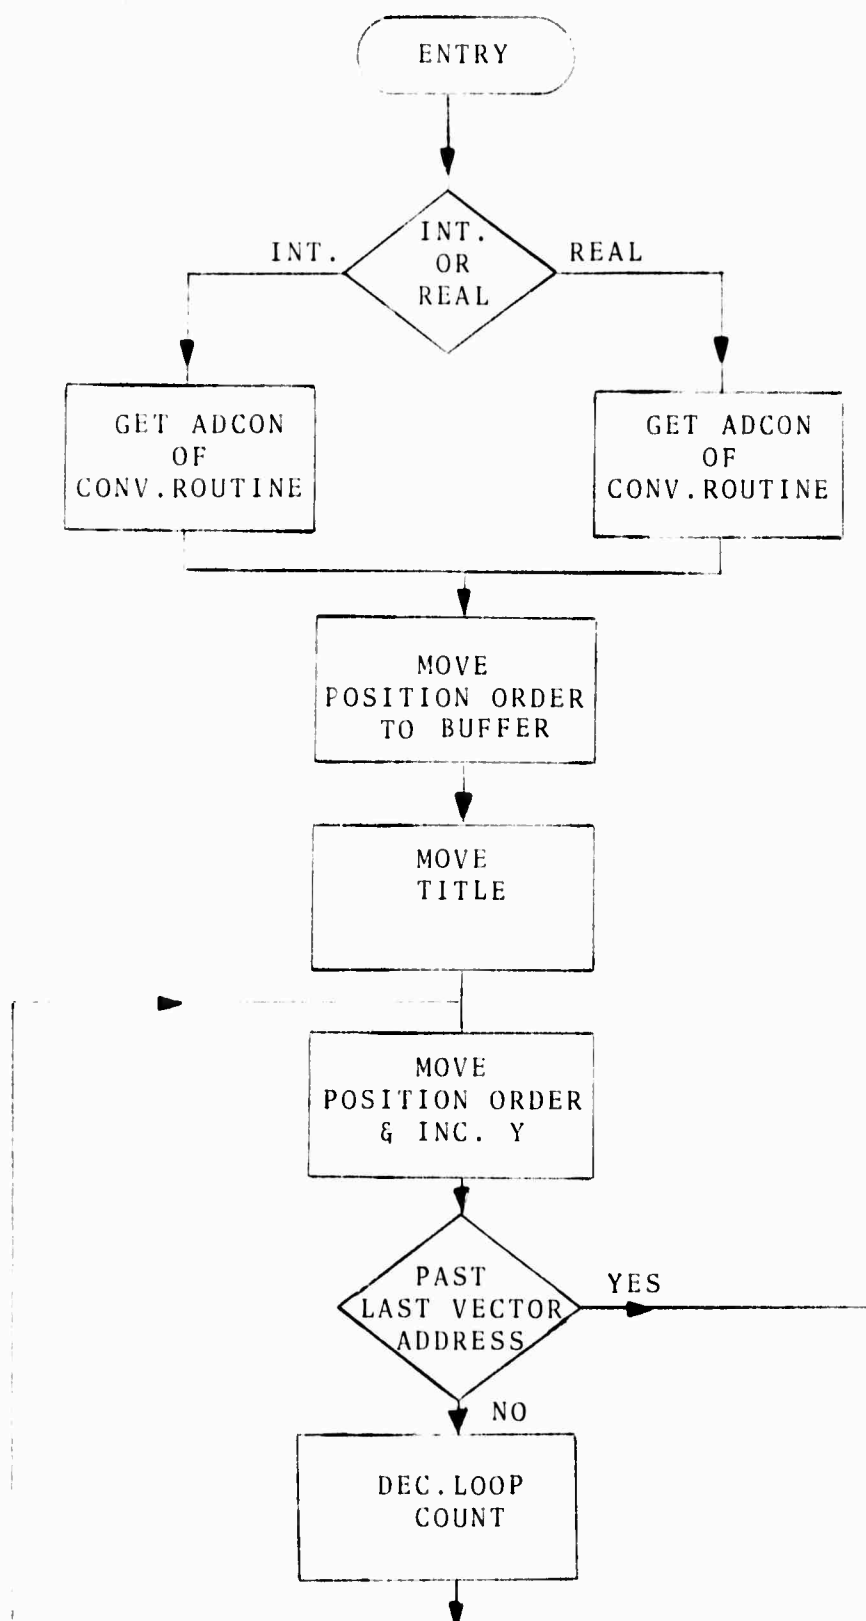 ENTRY
INT.
OR
REAL
INT.
REAL
GET ADCON
OF
CONV.ROUTINE
GET ADCON
OF
CONV.ROUTINE
MOVE
POSITION ORDER
TO BUFFER
MOVE
TITLE
MOVE
POSITION ORDER
& INC. Y
PAST
LAST VECTOR
ADDRESS
YES
NO
DEC.LOOP
COUNT